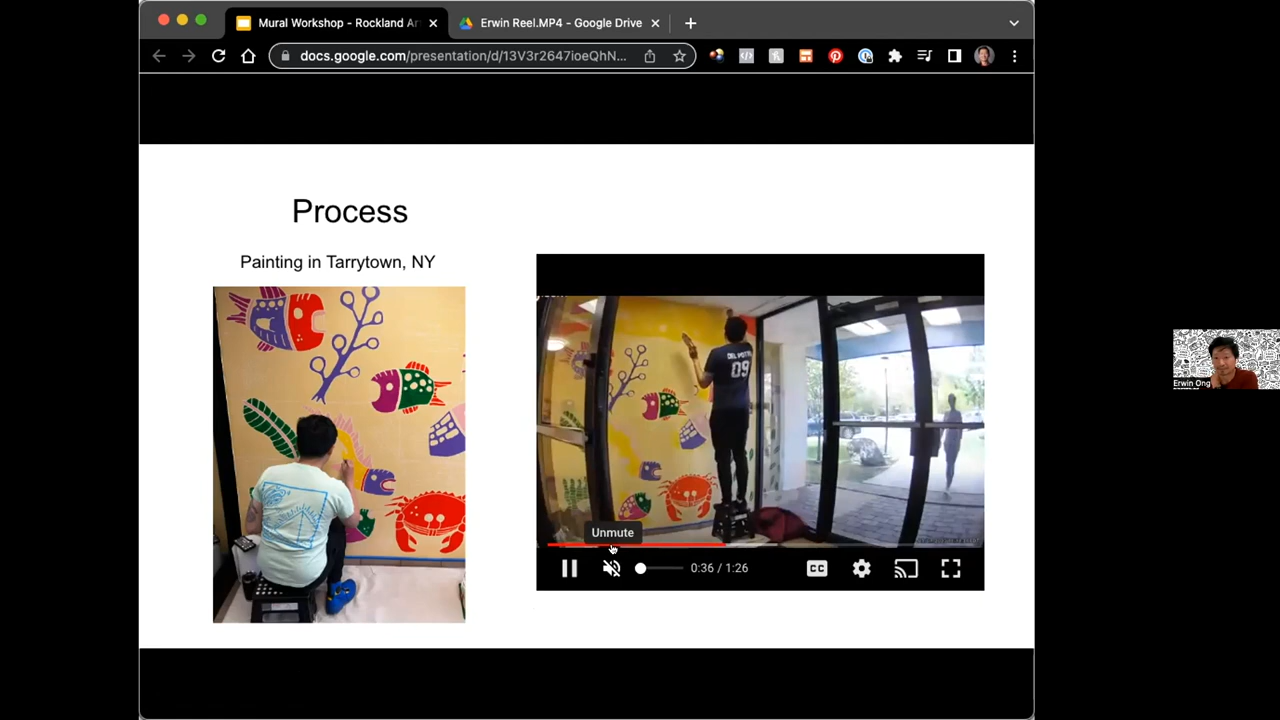 Mural Workshop - Rockland Ar
Erwin Reel.MP4 - Google Drive
docs.google.com/presentation/d/13V3r2647ioeQhN...
Process
Painting in Tarrytown, NY
DEL POTRO
09
Unmute
0:36 / 1:26
CC
Erwin Ong